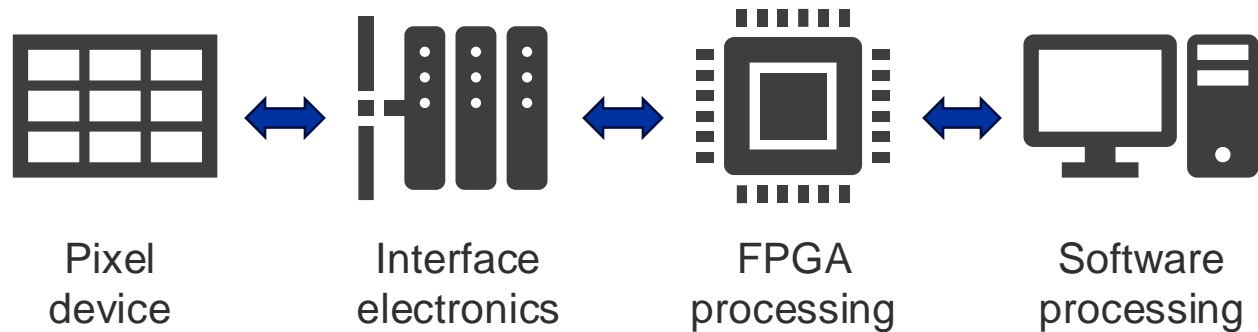 Pixel
device
Interface
electronics
FPGA
processing
Software
processing